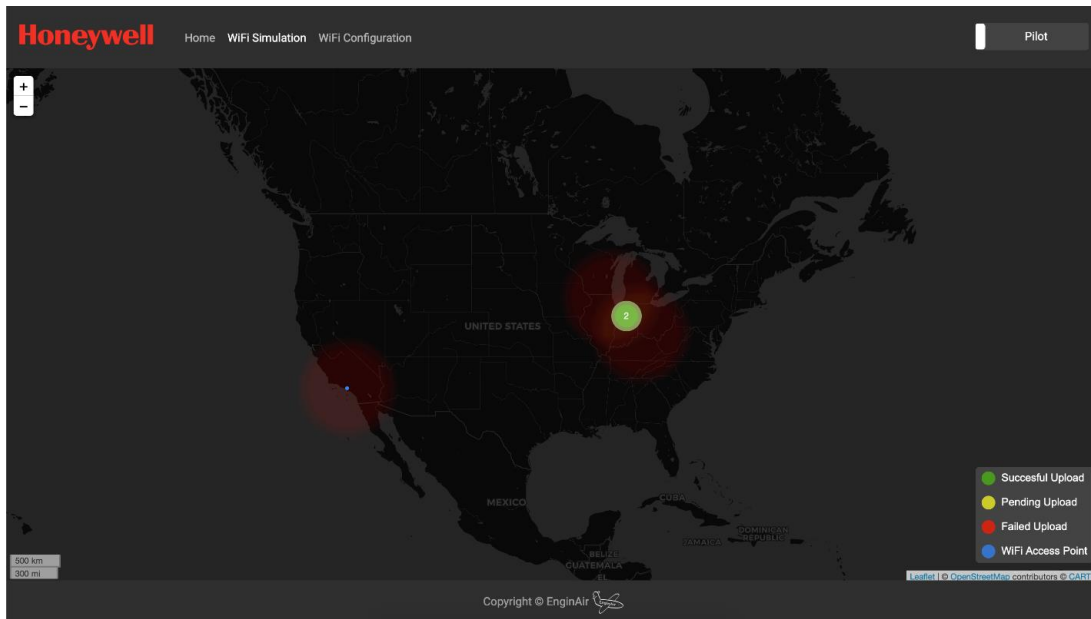 Honeywell
Home WiFi Simulation WiFi Configuration
Pilot
+
−
2
UNITED STATES
MEXICO
CUBA
JAMAICA
DOMINICAN
REPUBLIC
BELIZE
GUATEMALA
EL
Succesful Upload
Pending Upload
Failed Upload
WiFi Access Point
500 km
300 mi
Leaflet | © OpenStreetMap contributors © CART
Copyright © EnginAir